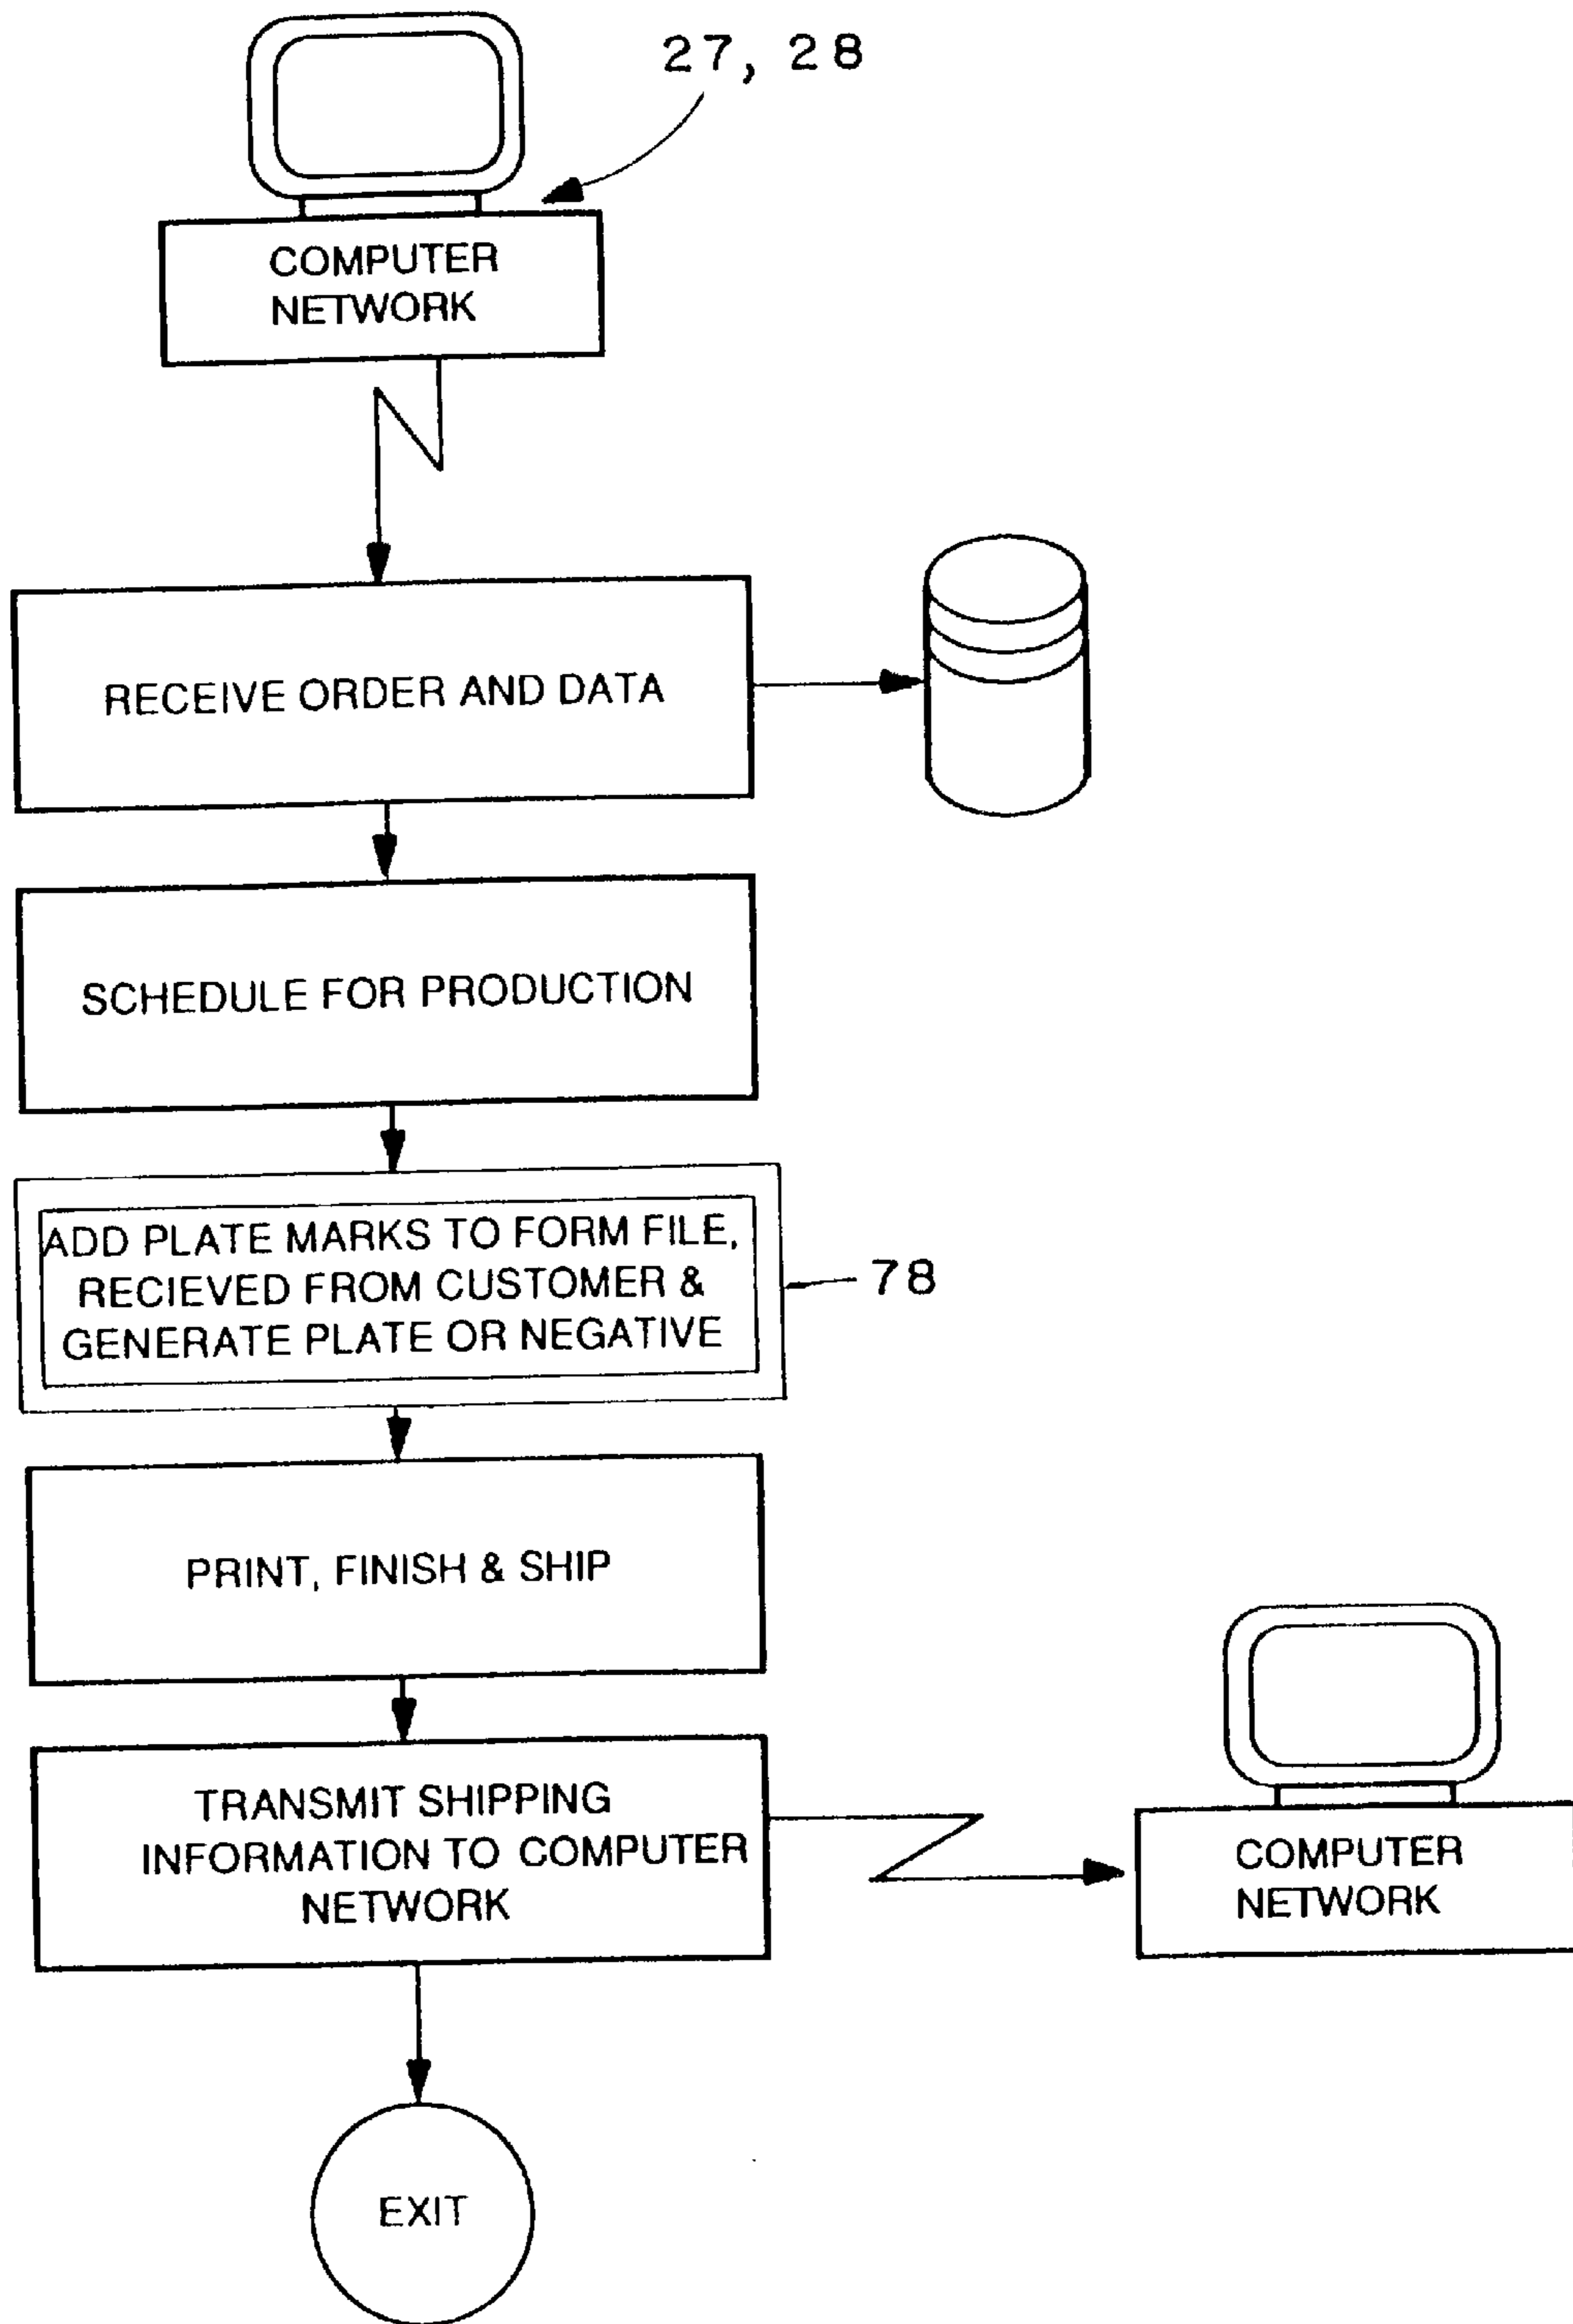 27, 28
COMPUTER
NETWORK
RECEIVE ORDER AND DATA
SCHEDULE FOR PRODUCTION
ADD PLATE MARKS TO FORM FILE,
RECIEVED FROM CUSTOMER &
GENERATE PLATE OR NEGATIVE
78
PRINT, FINISH & SHIP
TRANSMIT SHIPPING
INFORMATION TO COMPUTER
NETWORK
COMPUTER
NETWORK
EXIT